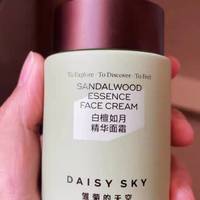 To Explore · To Discover · To Feel
SANDALWOOD
ESSENCE
FACE CREAM
白檀如月
精华面霜
DAISY SKY
雏菊的天空